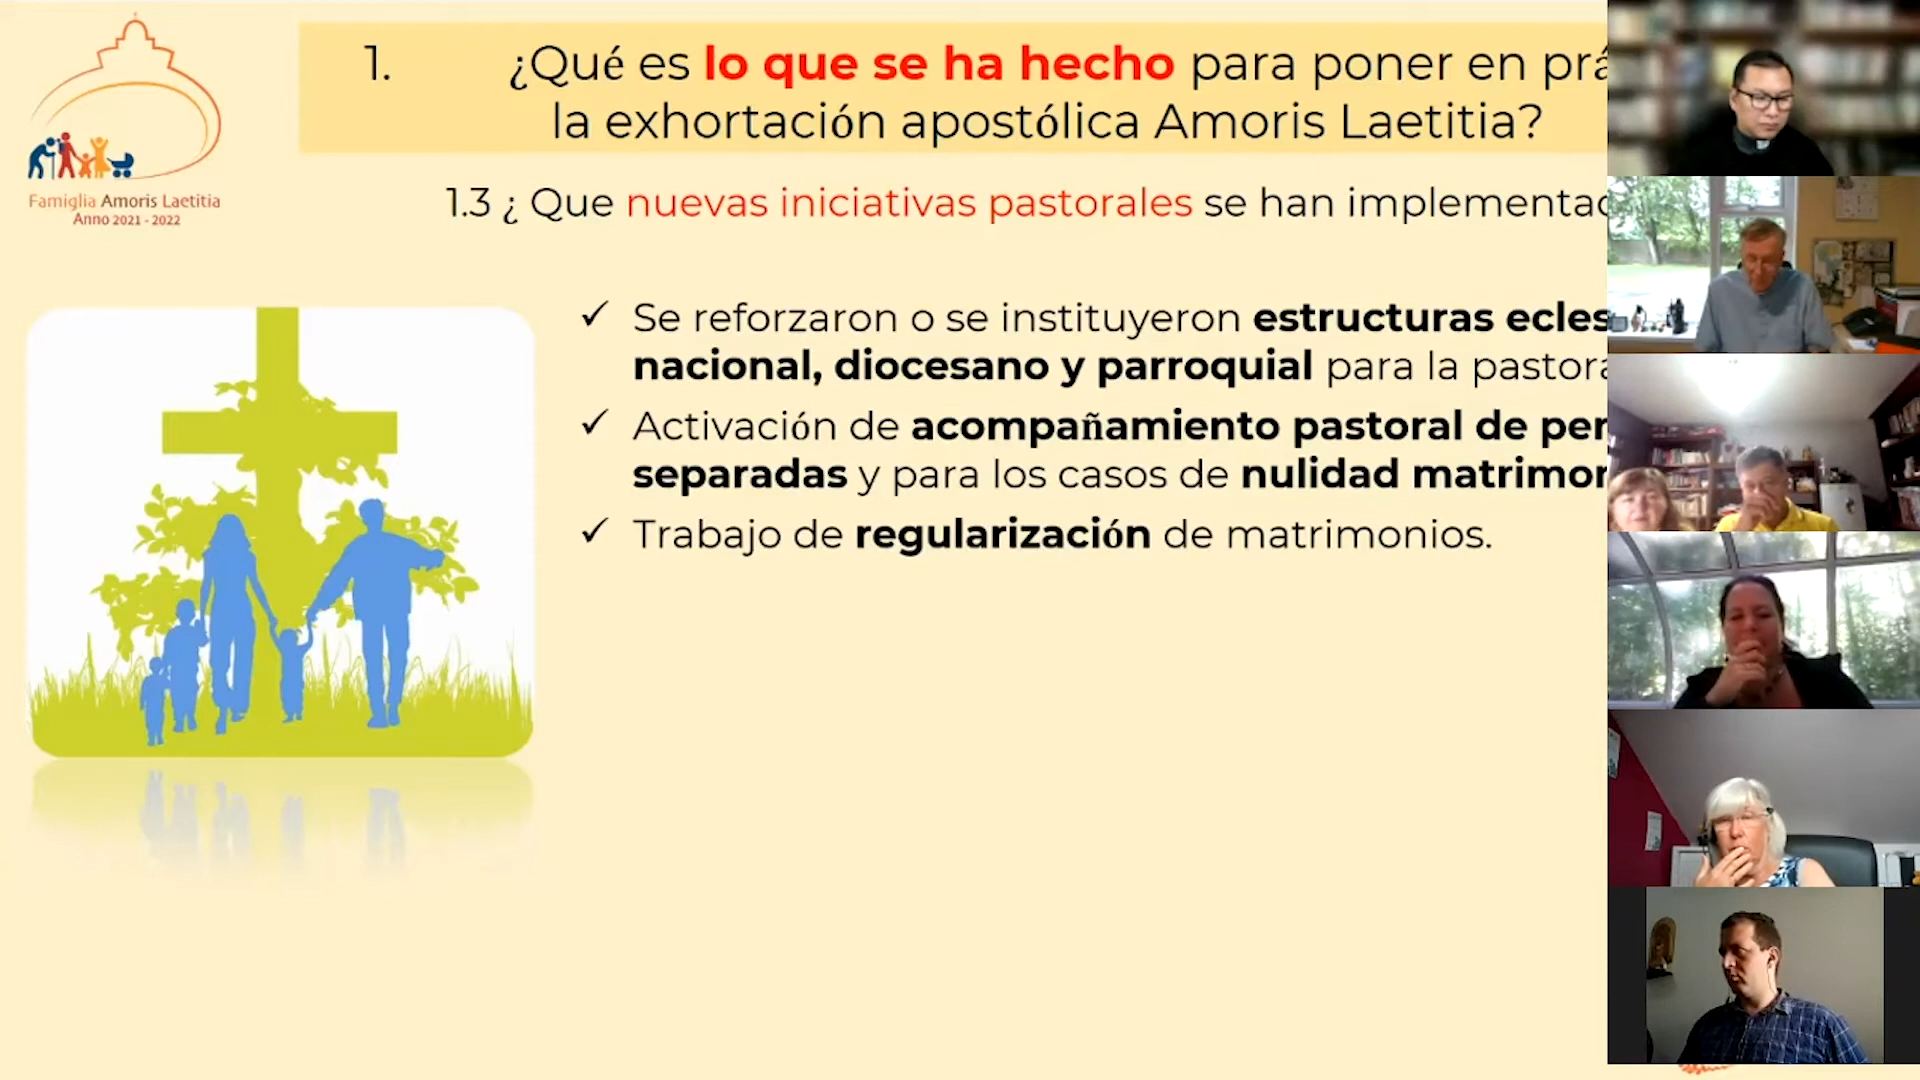 Famiglia Amoris Laetitia
Anno 2021 - 2022
1. ¿Qué es lo que se ha hecho para poner en prá
la exhortación apostólica Amoris Laetitia?
1.3 ¿ Que nuevas iniciativas pastorales se han implementad
✓ Se reforzaron o se instituyeron estructuras ecles
nacional, diocesano y parroquial para la pastora
✓ Activación de acompañamiento pastoral de per
separadas y para los casos de nulidad matrimon
✓ Trabajo de regularización de matrimonios.